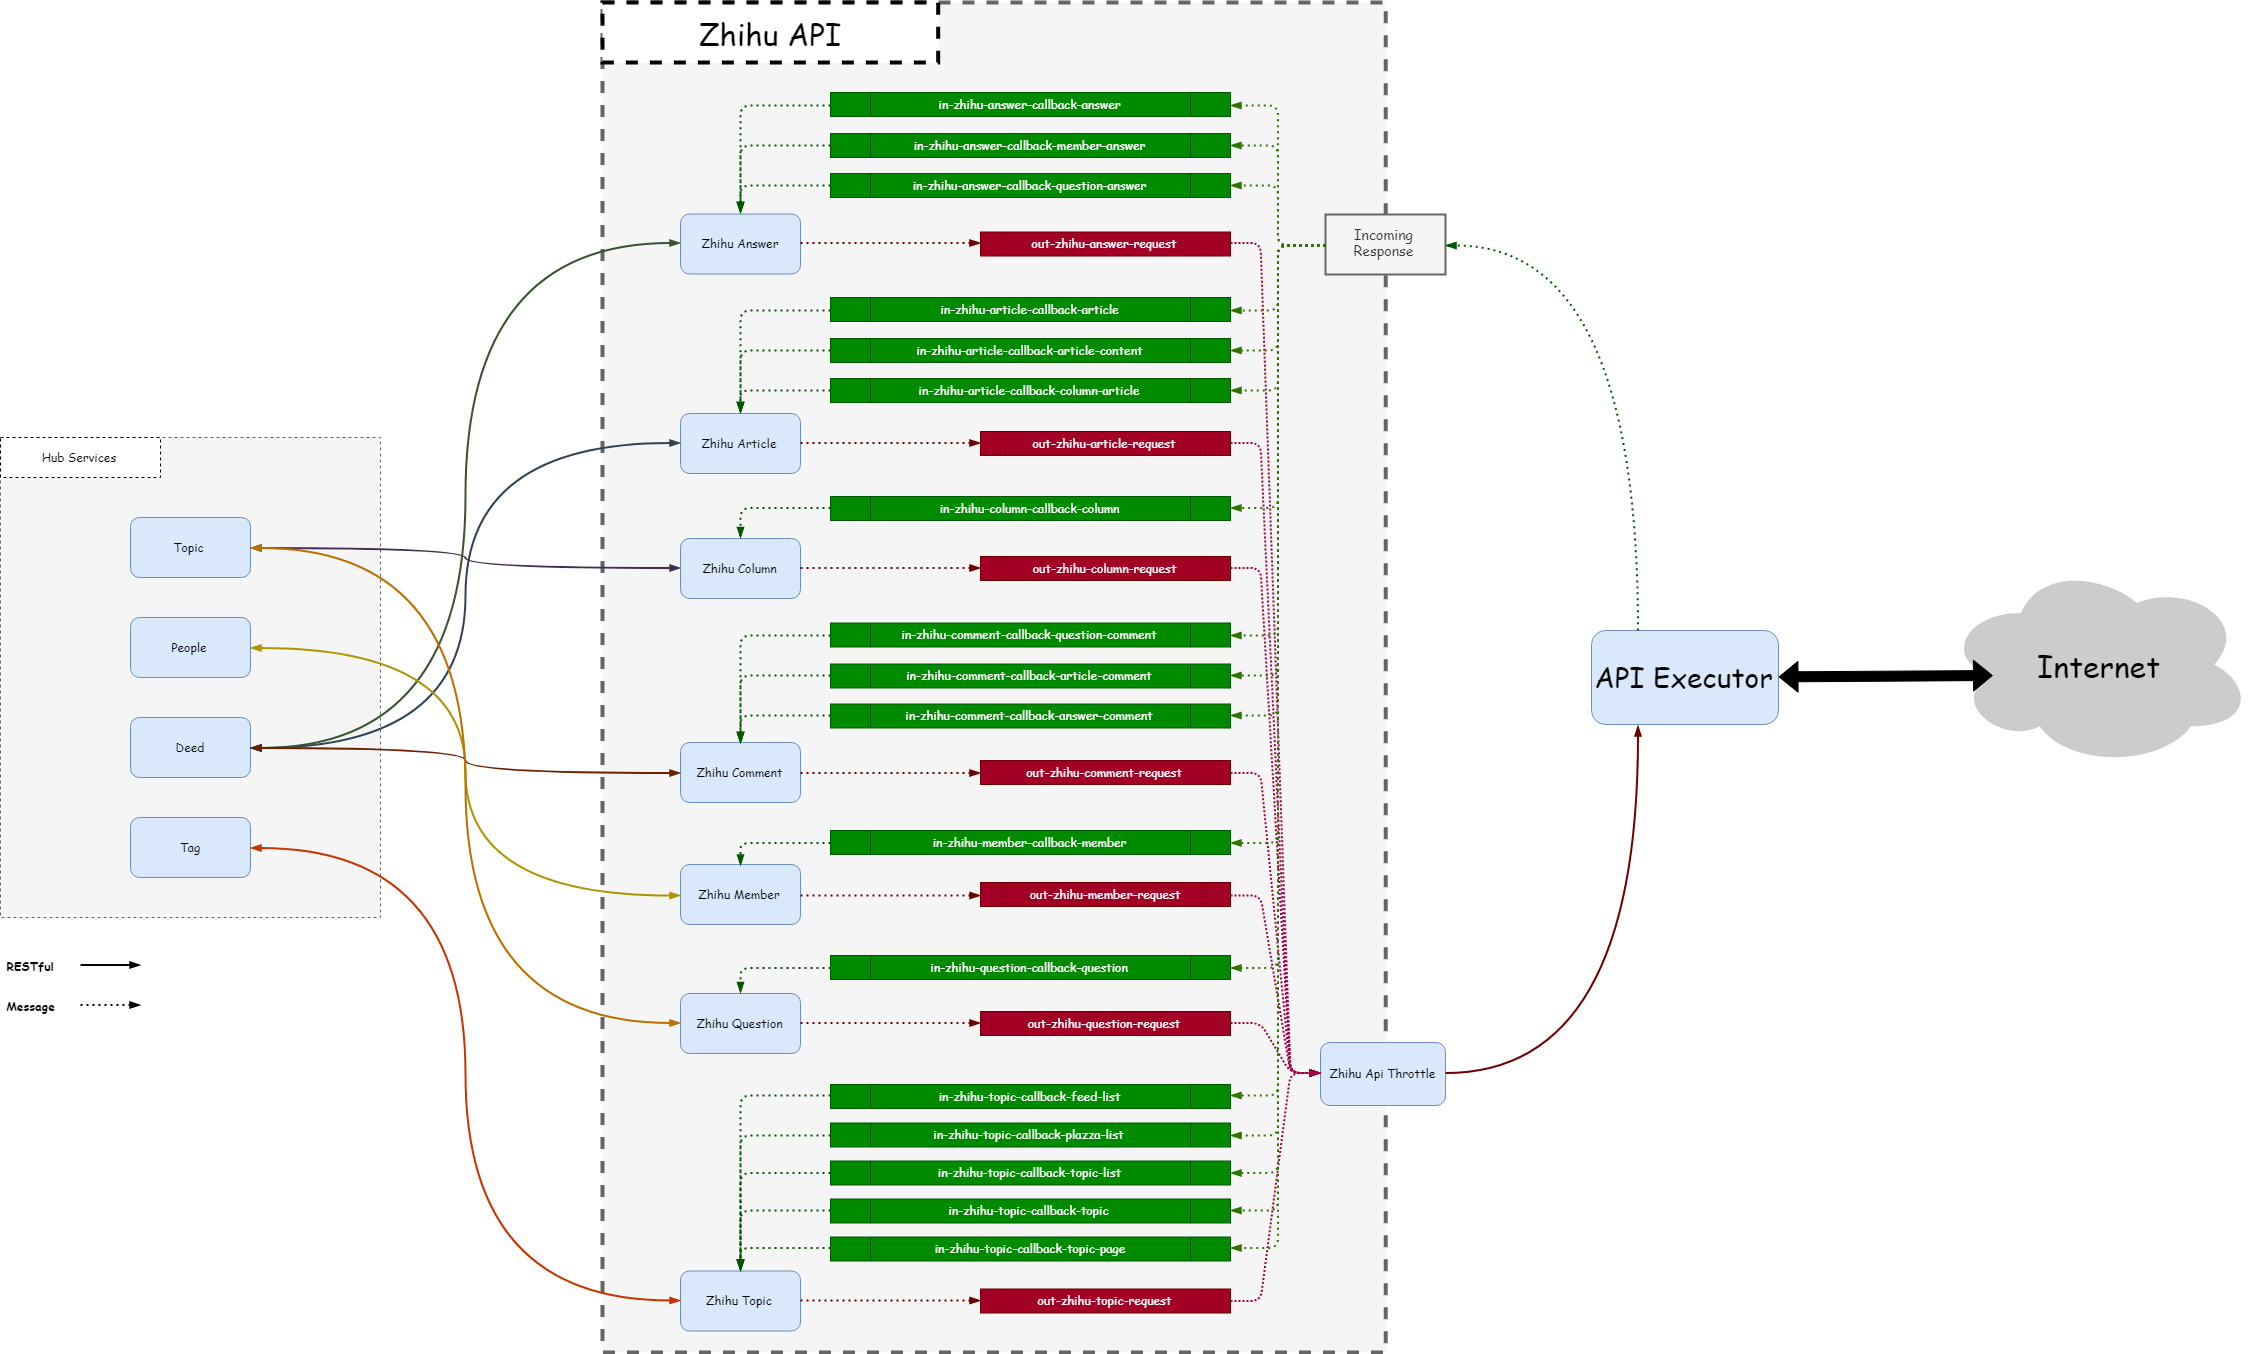 Zhihu API
in-zhihu-answer-callback-answer
in-zhihu-answer-callback-member-answer
in-zhihu-answer-callback-question-answer
Zhihu Answer
out-zhihu-answer-request
Incoming
Response
in-zhihu-article-callback-article
in-zhihu-article-callback-article-content
in-zhihu-article-callback-column-article
Zhihu Article
out-zhihu-article-request
Hub Services
in-zhihu-column-callback-column
Topic
Zhihu Column
out-zhihu-column-request
in-zhihu-comment-callback-question-comment
People
in-zhihu-comment-callback-article-comment
API Executor
Internet
in-zhihu-comment-callback-answer-comment
Deed
Zhihu Comment
out-zhihu-comment-request
in-zhihu-member-callback-member
Tag
Zhihu Member
out-zhihu-member-request
RESTful
in-zhihu-question-callback-question
Message
Zhihu Question
out-zhihu-question-request
Zhihu Api Throttle
in-zhihu-topic-callback-feed-list
in-zhihu-topic-callback-plazza-list
in-zhihu-topic-callback-topic-list
in-zhihu-topic-callback-topic
in-zhihu-topic-callback-topic-page
Zhihu Topic
out-zhihu-topic-request